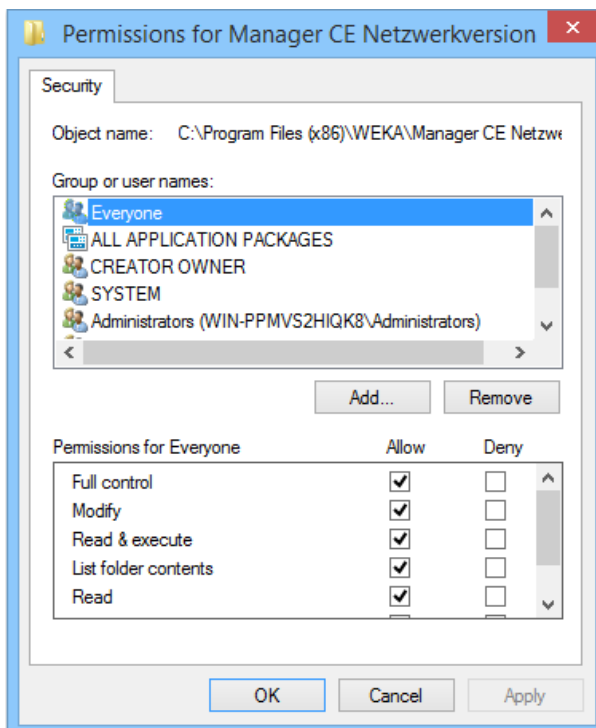 Permissions for Manager CE Netzwerkversion
Security
Object name: C:\Program Files (x86)\WEKA\Manager CE Netzwe
Group or user names:
Everyone
ALL APPLICATION PACKAGES
CREATOR OWNER
SYSTEM
Administrators (WIN-PPMVS2HIQK8\Administrators)
Add... Remove
Permissions for Everyone Allow Deny
Full control
Modify
Read & execute
List folder contents
Read
OK Cancel Apply